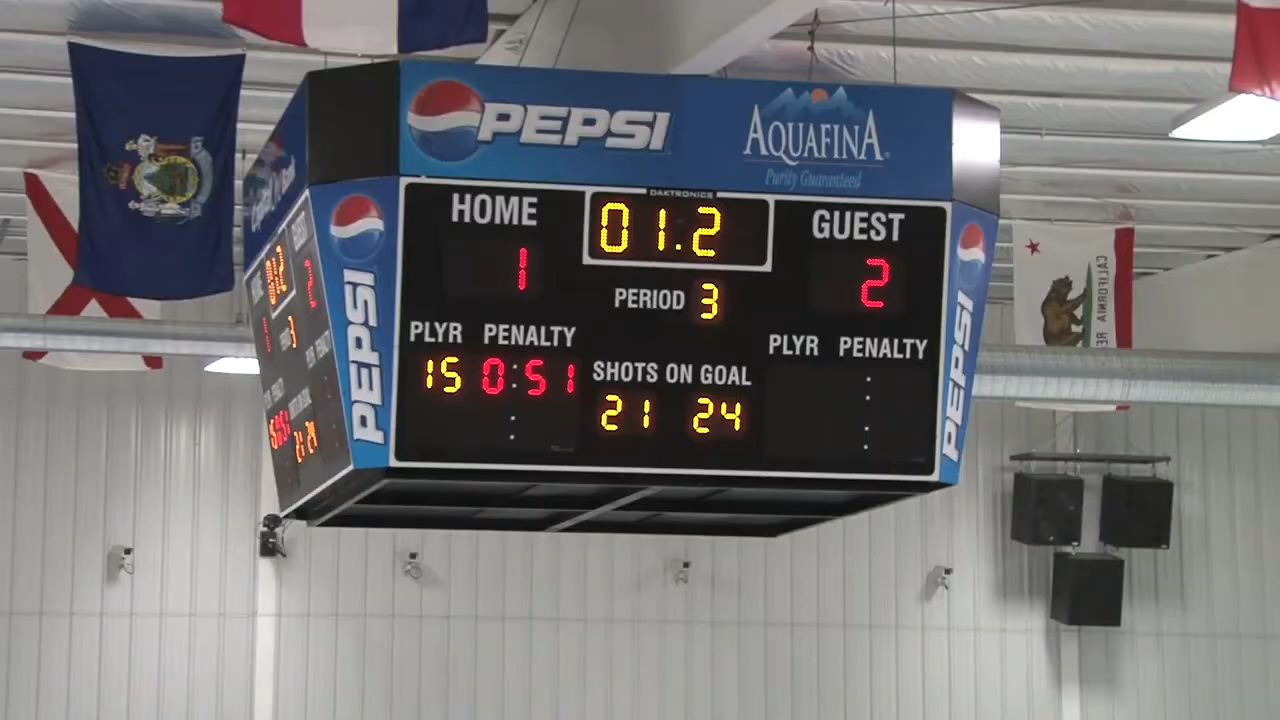 PEPSI
AQUAFINA
Purity Guaranteed
DAKTRONICS
HOME 01.2 GUEST
1 2
PERIOD 3
PLYR PENALTY PLYR PENALTY
15 0:51 SHOTS ON GOAL
21 24
PEPSI
PEPSI
CALIFORNIA RE